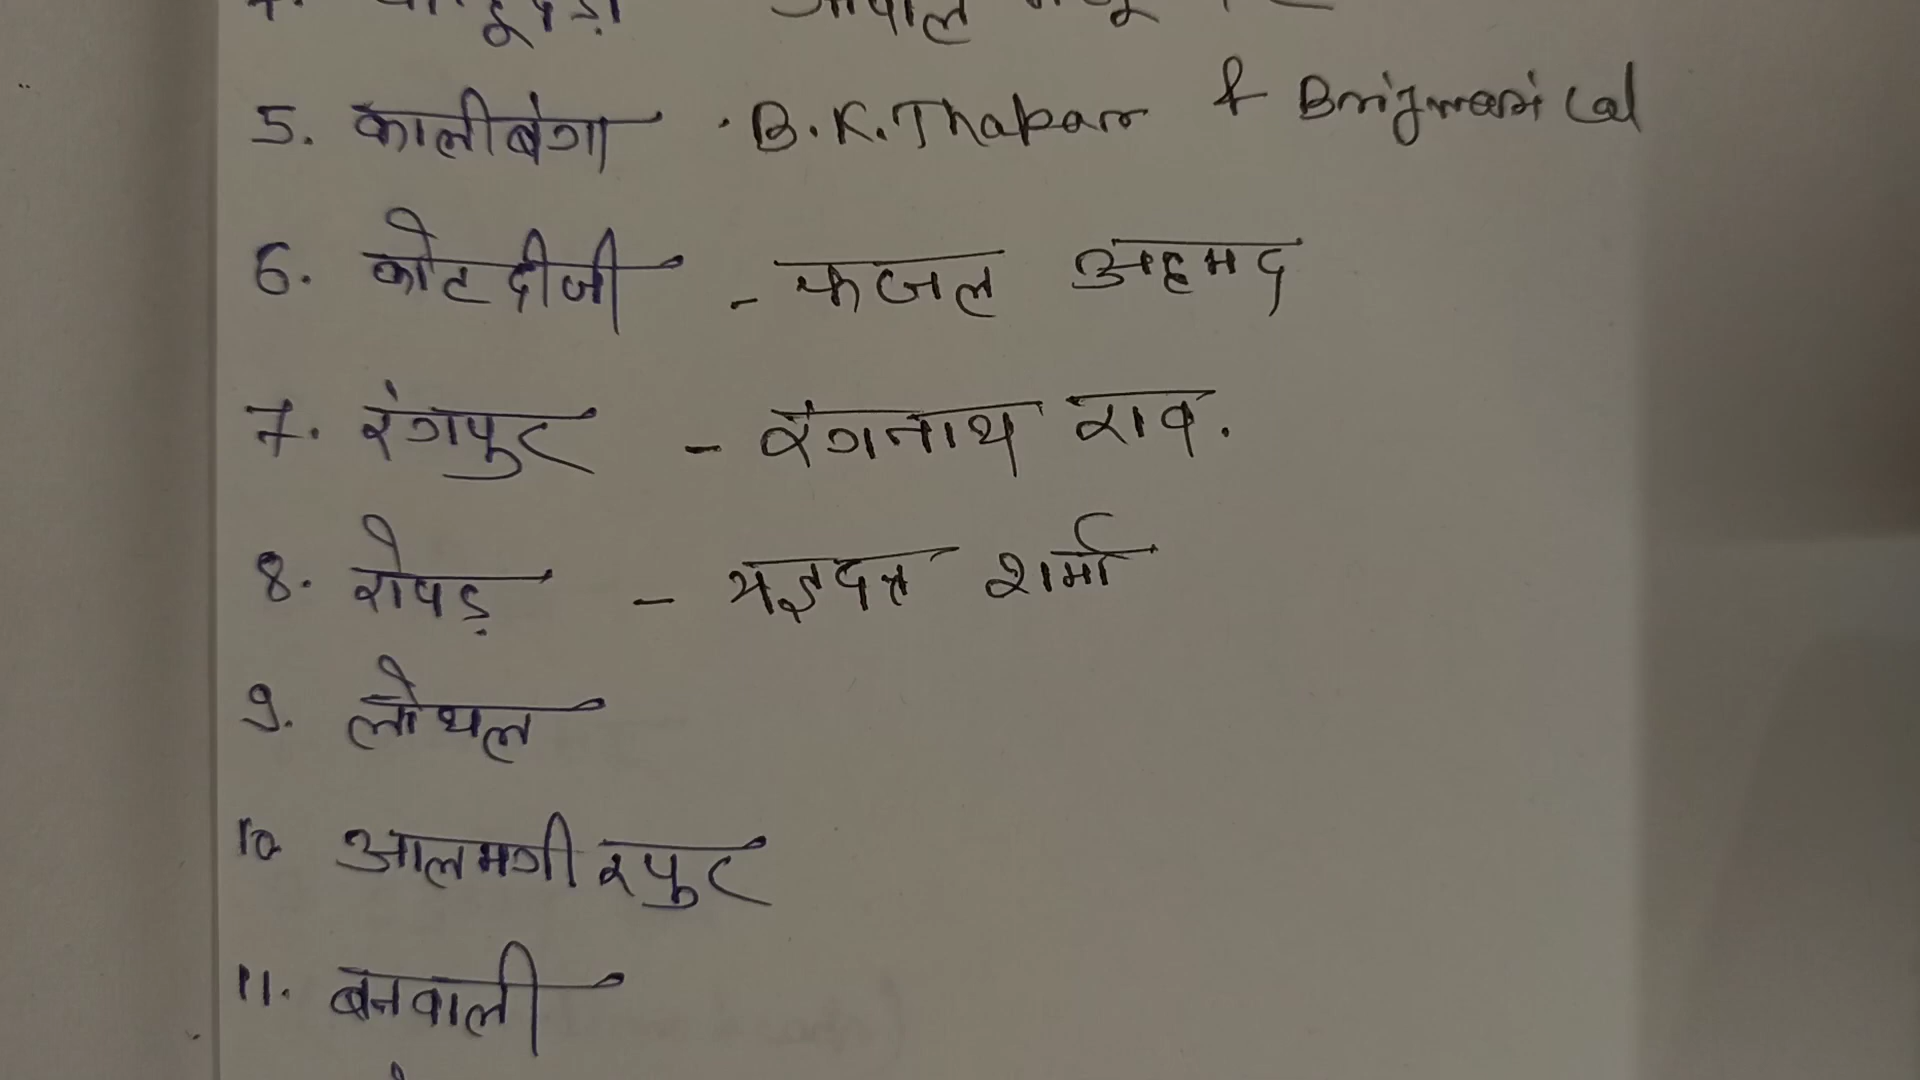 5. कालीबंगा · B.K.Thapar & Brijmasi Lal
6. कोटदीजी - फजल अहमद
7. रंगपुर - रंगनाथ राव.
8. रोपड़ - यज्ञदत्त शर्मा
9. लोथल
10 आलमगीरपुर
11. बनवाली